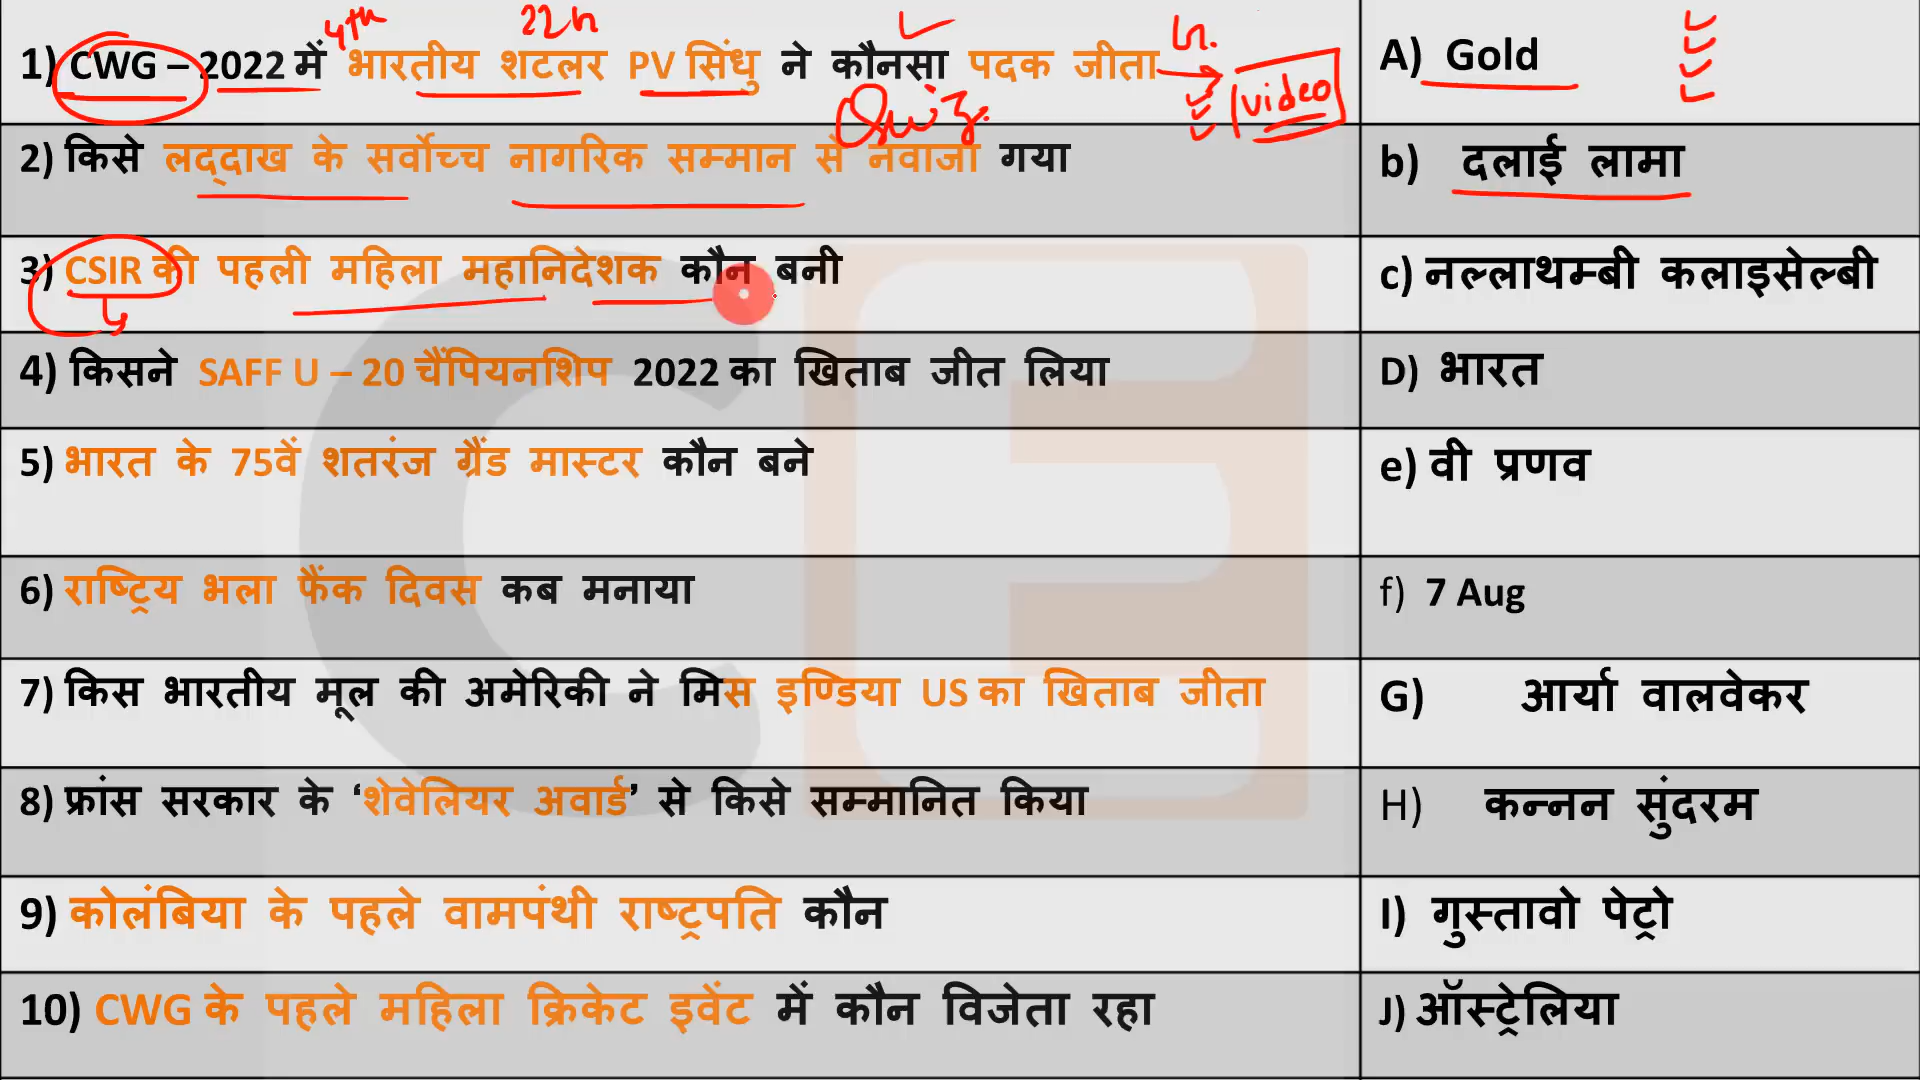 4th 22n
1) CWG – 2022 में भारतीय शटलर PV सिंधु ने कौनसा पदक जीता
A) Gold
Quiz. video
2) किसे लद्दाख के सर्वोच्च नागरिक सम्मान से नवाजा गया
b) दलाई लामा
3) CSIR की पहली महिला महानिदेशक कौन बनी
c) नल्लाथम्बी कलाइसेल्बी
4) किसने SAFF U – 20 चैंपियनशिप 2022 का खिताब जीत लिया
D) भारत
5) भारत के 75वें शतरंज ग्रैंड मास्टर कौन बने
e) वी प्रणव
6) राष्ट्रिय भला फैंक दिवस कब मनाया
f) 7 Aug
7) किस भारतीय मूल की अमेरिकी ने मिस इण्डिया US का खिताब जीता
G) आर्या वालवेकर
8) फ्रांस सरकार के ‘शेवेलियर अवार्ड’ से किसे सम्मानित किया
H) कन्नन सुंदरम
9) कोलंबिया के पहले वामपंथी राष्ट्रपति कौन
I) गुस्तावो पेट्रो
10) CWG के पहले महिला क्रिकेट इवेंट में कौन विजेता रहा
J) ऑस्ट्रेलिया